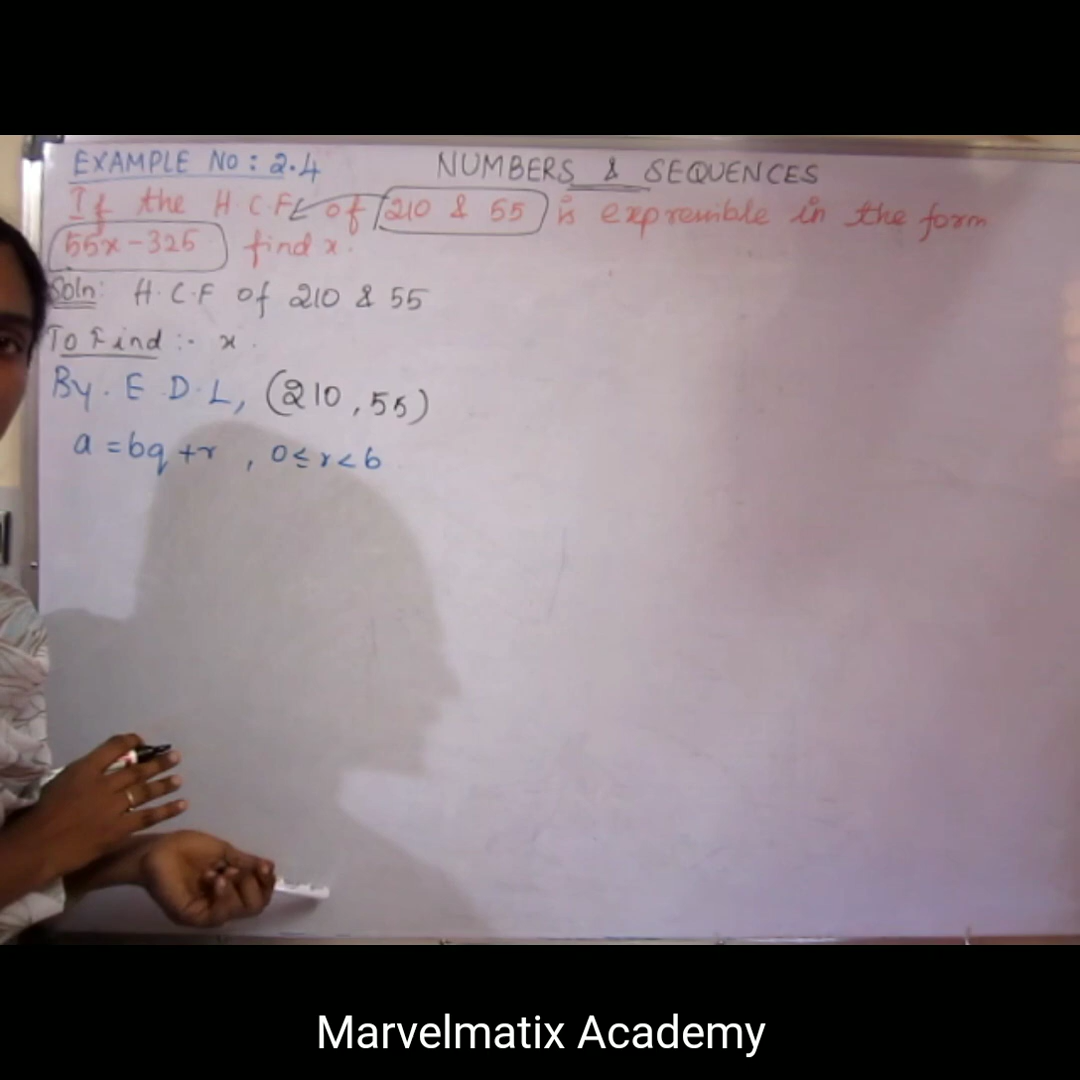 EXAMPLE NO : 2.4 NUMBERS & SEQUENCES
If the H C F of 210 & 55 is expressible in the form
55x - 325 find x.
Soln: H.C.F of 210 & 55
To Find :- x.
By. E.D.L, (210, 55)
a = bq + r , 0 ≤ r < b
Marvelmatix Academy